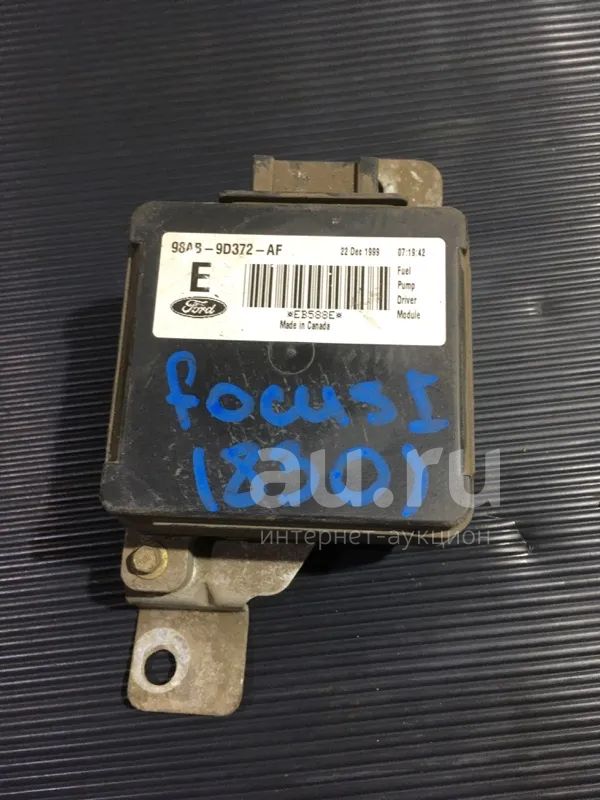 98AB-9D372-AF 22 Dec 1999 07:19:42
E
Fuel
Pump
Driver
Module
Ford
*EB588E*
Made in Canada
focus I
au.ru
интернет-аукцион